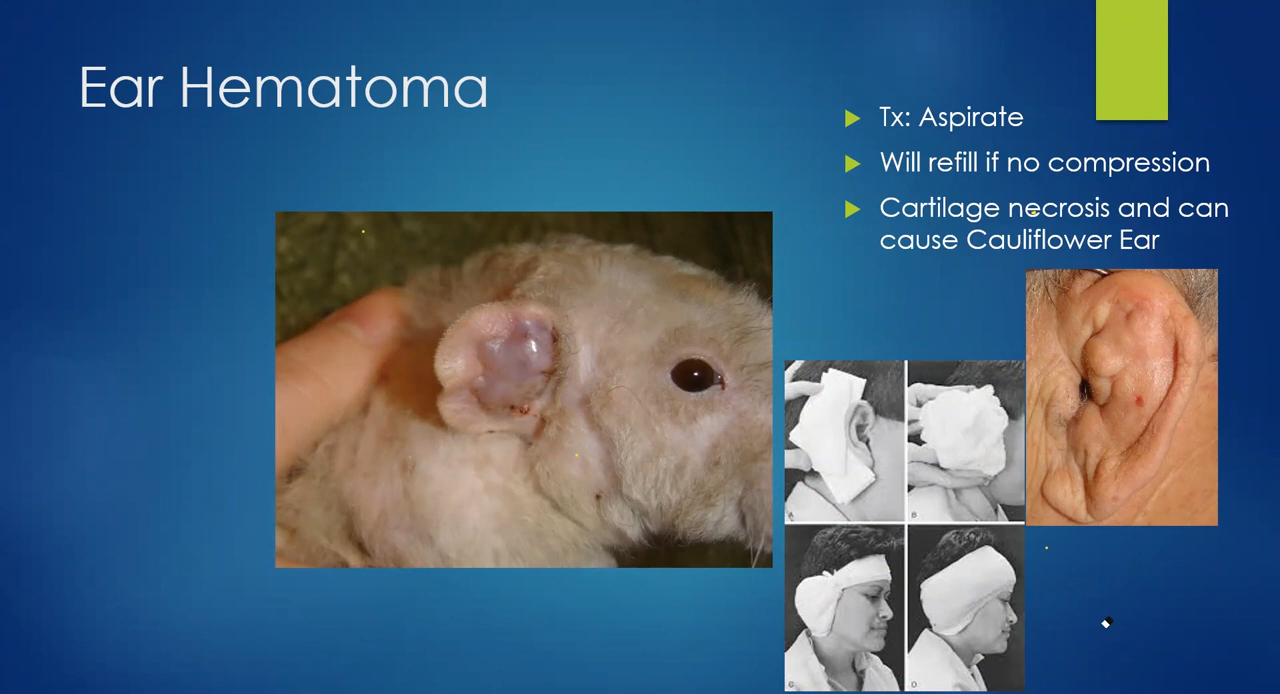 Ear Hematoma
Tx: Aspirate
Will refill if no compression
Cartilage necrosis and can
cause Cauliflower Ear
A
B
C
D